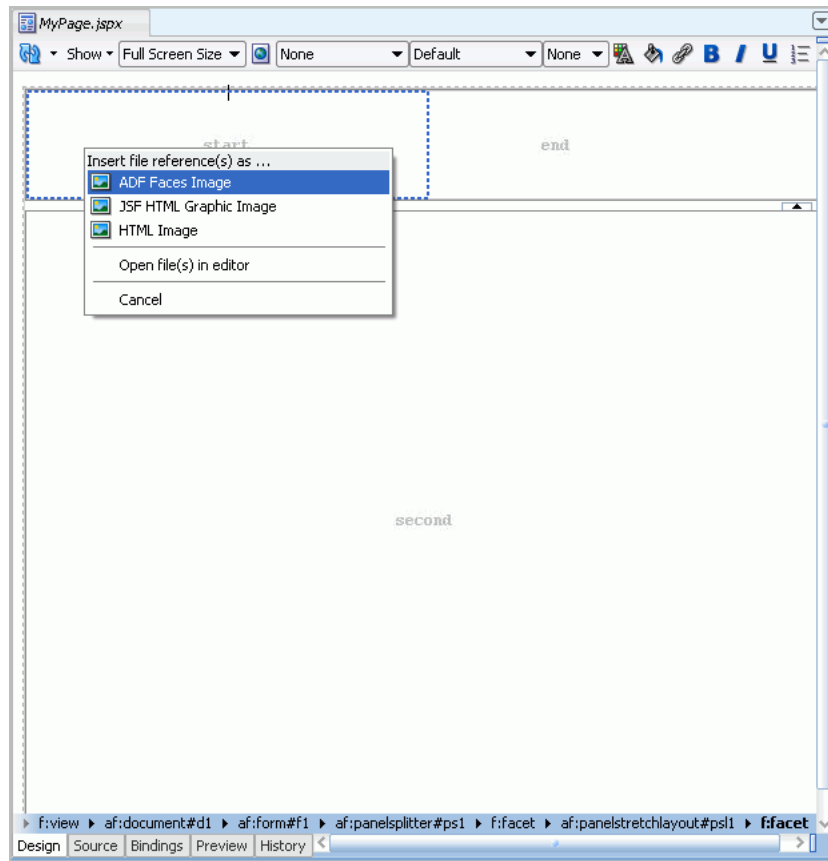 MyPage.jspx
Show Full Screen Size None Default None A B I U
start end
Insert file reference(s) as ...
ADF Faces Image
JSF HTML Graphic Image
HTML Image
Open file(s) in editor
Cancel
second
f:view af:document#d1 af:form#f1 af:panelsplitter#ps1 f:facet af:panelstretchlayout#psl1 f:facet
Design Source Bindings Preview History